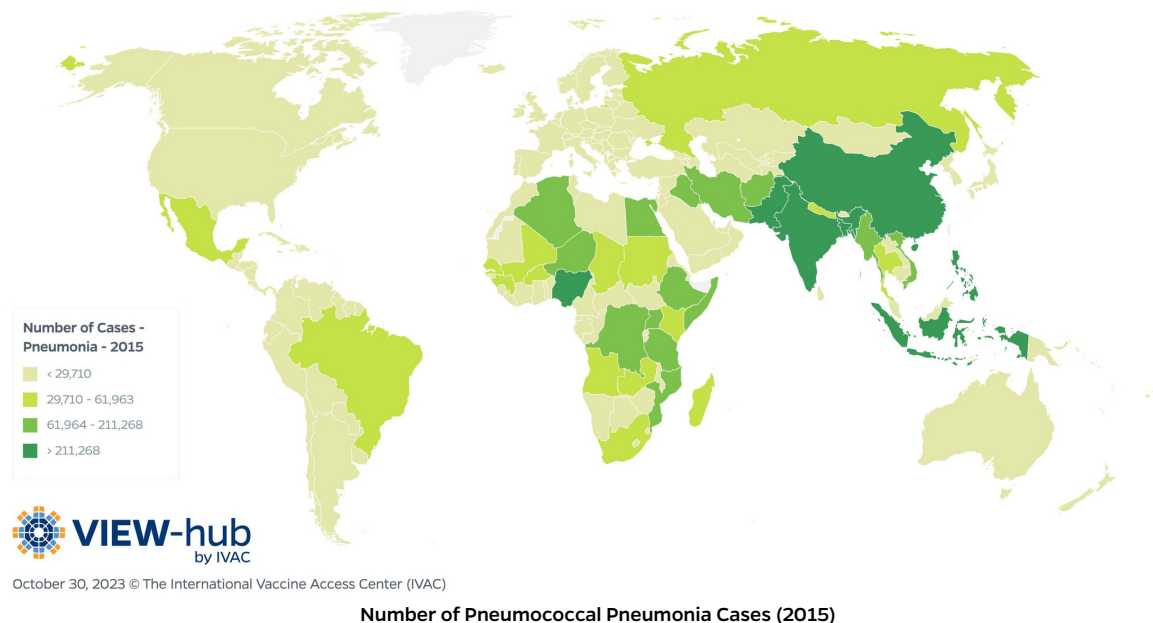 Number of Cases -
Pneumonia - 2015
< 29,710
29,710 - 61,963
61,964 - 211,268
> 211,268
VIEW-hub
by IVAC
October 30, 2023 © The International Vaccine Access Center (IVAC)
Number of Pneumococcal Pneumonia Cases (2015)